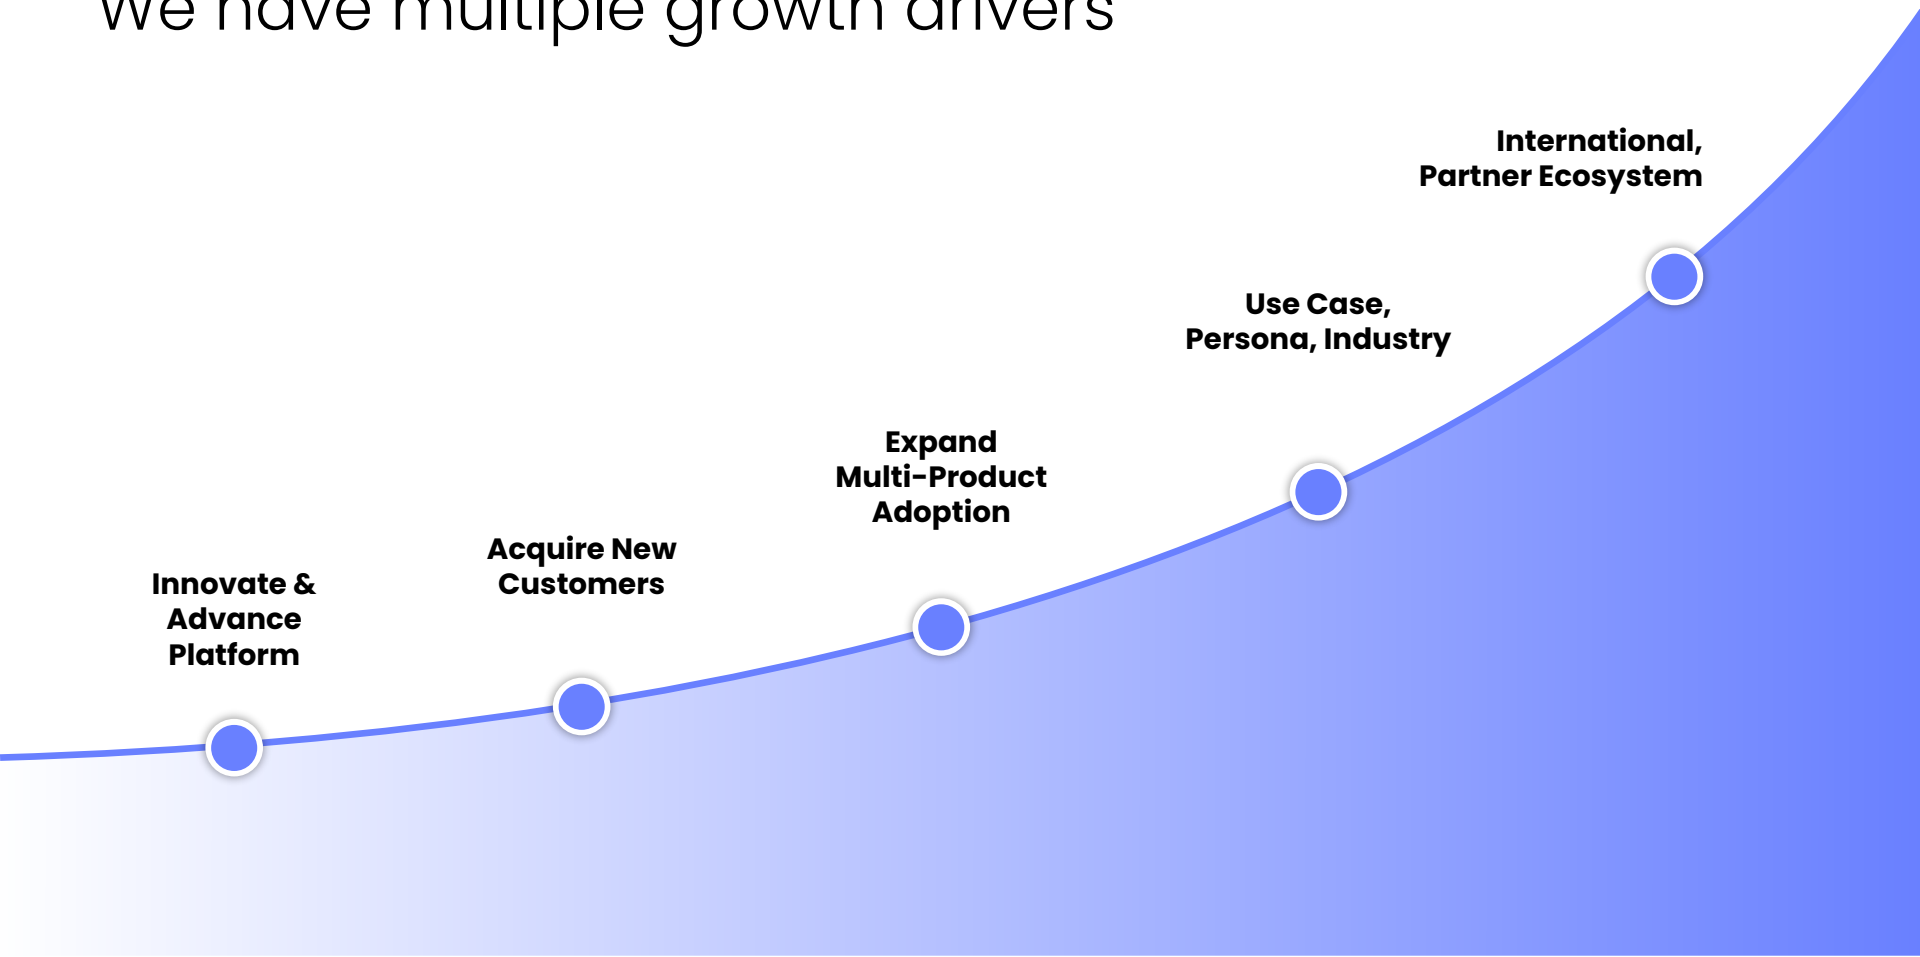 We have multiple growth drivers
International,
Partner Ecosystem
Use Case,
Persona, Industry
Expand
Multi-Product
Adoption
Acquire New
Customers
Innovate &
Advance
Platform